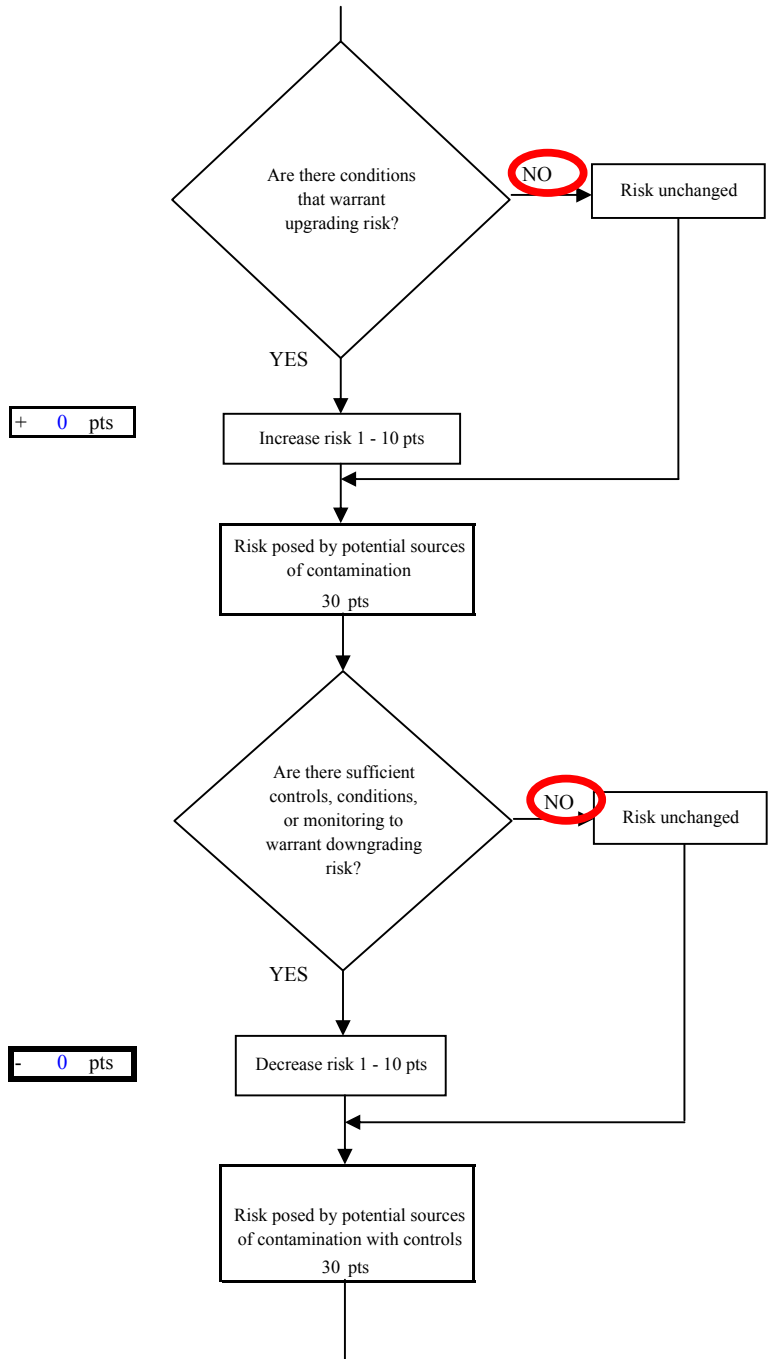 Are there conditions
that warrant
upgrading risk?
NO
Risk unchanged
YES
+ 0 pts
Increase risk 1 - 10 pts
Risk posed by potential sources
of contamination
30 pts
Are there sufficient
controls, conditions,
or monitoring to
warrant downgrading
risk?
NO
Risk unchanged
YES
- 0 pts
Decrease risk 1 - 10 pts
Risk posed by potential sources
of contamination with controls
30 pts